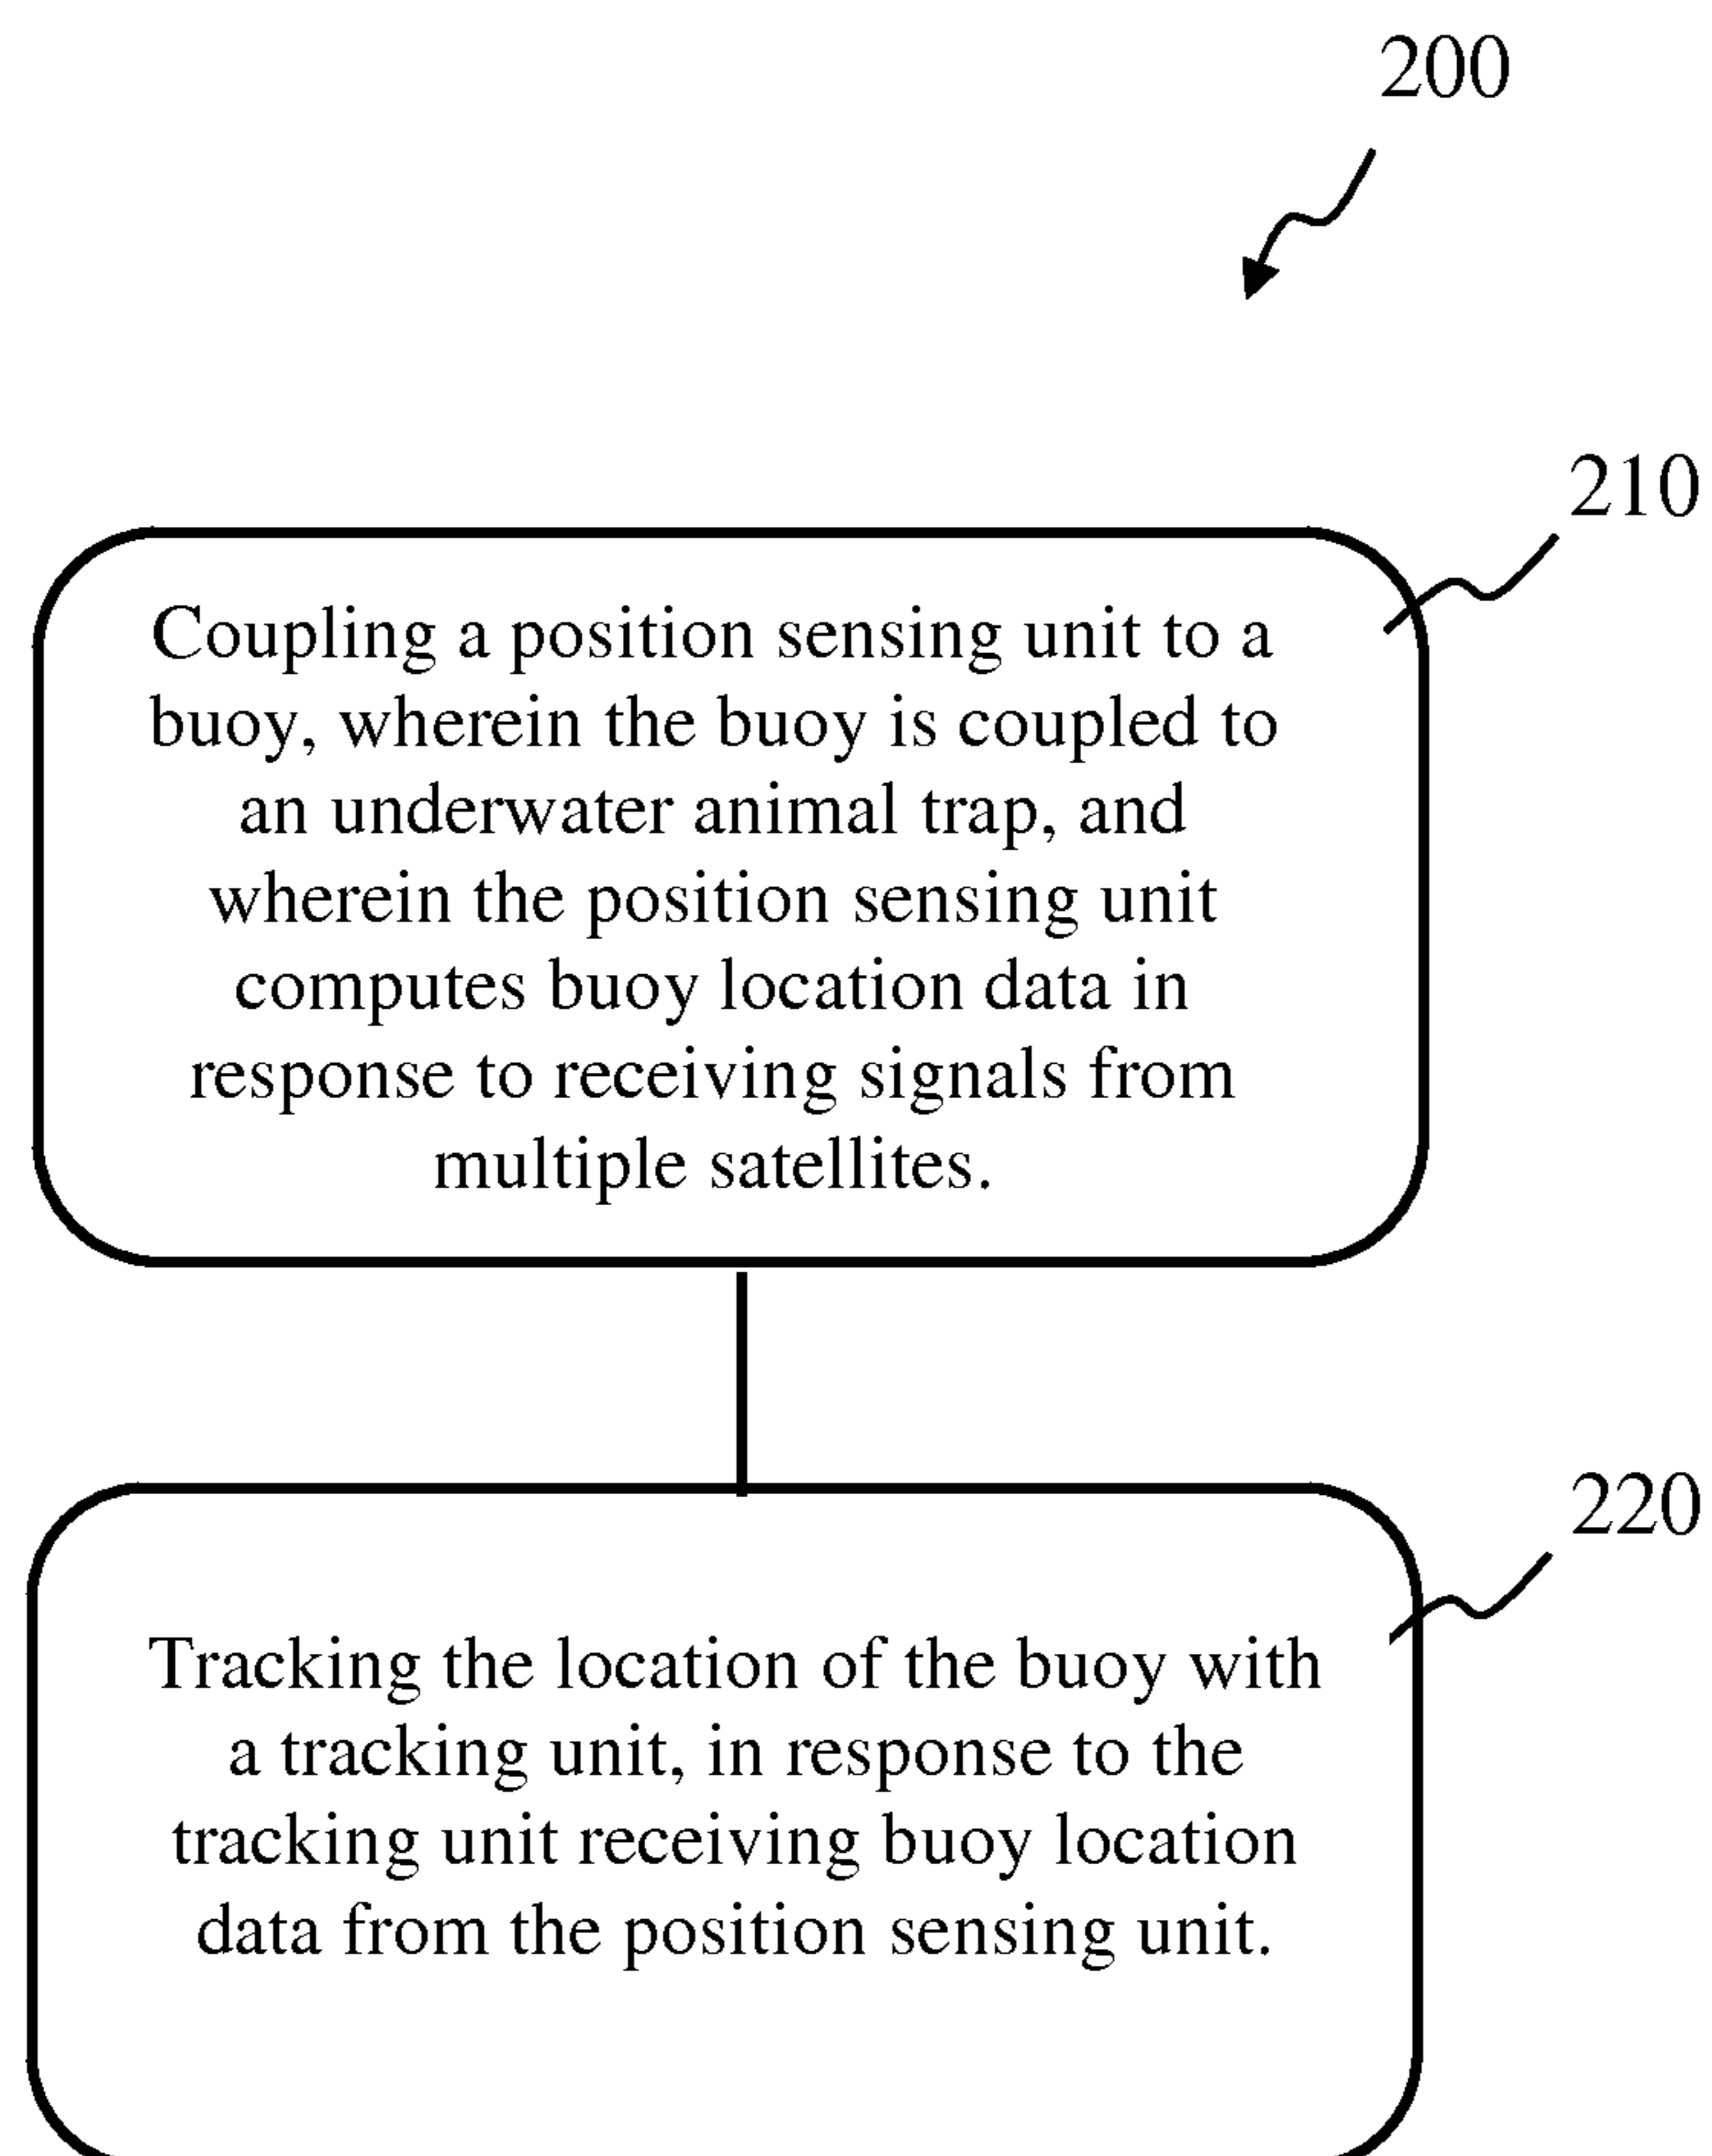 200
210
Coupling a position sensing unit to a
buoy, wherein the buoy is coupled to
an underwater animal trap, and
wherein the position sensing unit
computes buoy location data in
response to receiving signals from
multiple satellites.
220
Tracking the location of the buoy with
a tracking unit, in response to the
tracking unit receiving buoy location
data from the position sensing unit.